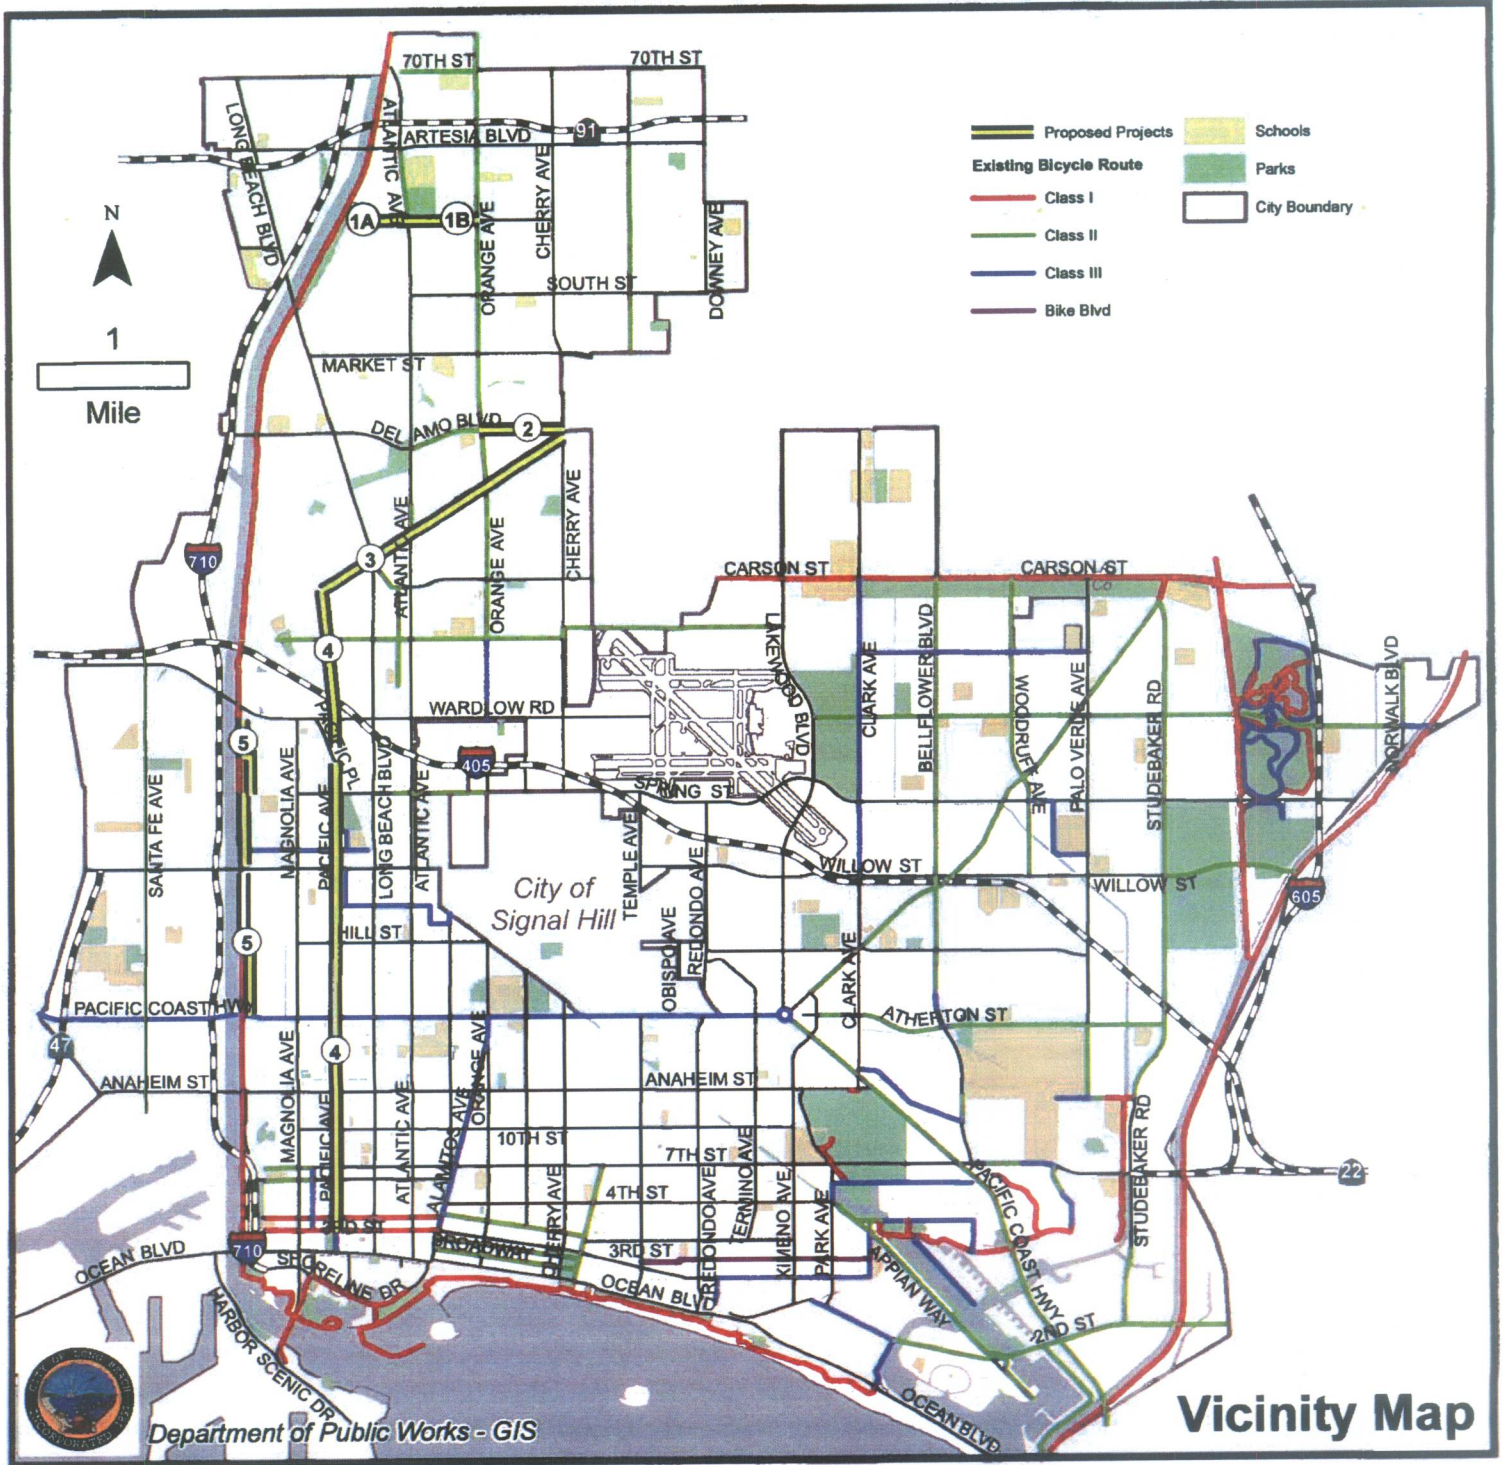 70TH ST
70TH ST
LONG BEACH BLVD
ATLANTIC AVE
ARTESIA BLVD
91
CHERRY AVE
ORANGE AVE
DOWNEY AVE
1A
1B
SOUTH ST
Proposed Projects
Existing Bicycle Route
Class I
Class II
Class III
Bike Blvd
Schools
Parks
City Boundary
N
1
Mile
MARKET ST
DEL AMO BLVD
2
CHERRY AVE
3
ATLANTIC AVE
ORANGE AVE
710
CARSON ST
CARSON ST
LAKEWOOD BLVD
CLARK AVE
BELLFLOWER BLVD
WOODRUFF AVE
PALO VERDE AVE
STUDEBAKER RD
NORWALK BLVD
4
WARDLOW RD
5
405
SPRING ST
SANTA FE AVE
MAGNOLIA AVE
PACIFIC AVE
PACIFIC PL
LONG BEACH BLVD
ATLANTIC AVE
City of
Signal Hill
TEMPLE AVE
OBISPO AVE
REDONDO AVE
WILLOW ST
WILLOW ST
605
5
HILL ST
CLARK AVE
PACIFIC COAST HWY
ATHERTON ST
47
4
ANAHEIM ST
ANAHEIM ST
MAGNOLIA AVE
PACIFIC AVE
ATLANTIC AVE
ALAMITOS AVE
ORANGE AVE
10TH ST
7TH ST
4TH ST
3RD ST
3RD ST
BROADWAY
CHERRY AVE
REDONDO AVE
TERMINO AVE
XIMENO AVE
PARK AVE
PACIFIC COAST HWY
STUDEBAKER RD
22
710
OCEAN BLVD
SHORELINE DR
OCEAN BLVD
APPIAN WAY
2ND ST
HARBOR SCENIC DR
OCEAN BLVD
CITY OF LONG BEACH
Department of Public Works - GIS
Vicinity Map